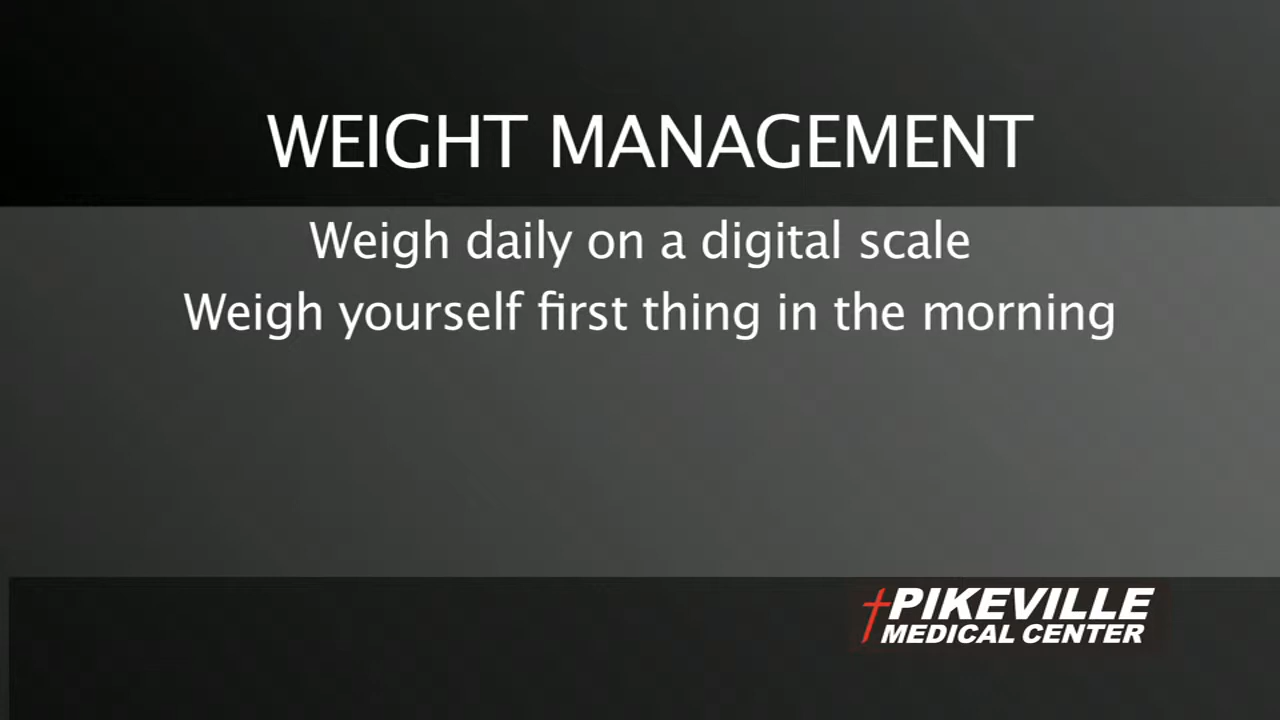 WEIGHT MANAGEMENT
Weigh daily on a digital scale
Weigh yourself first thing in the morning
PIKEVILLE
MEDICAL CENTER